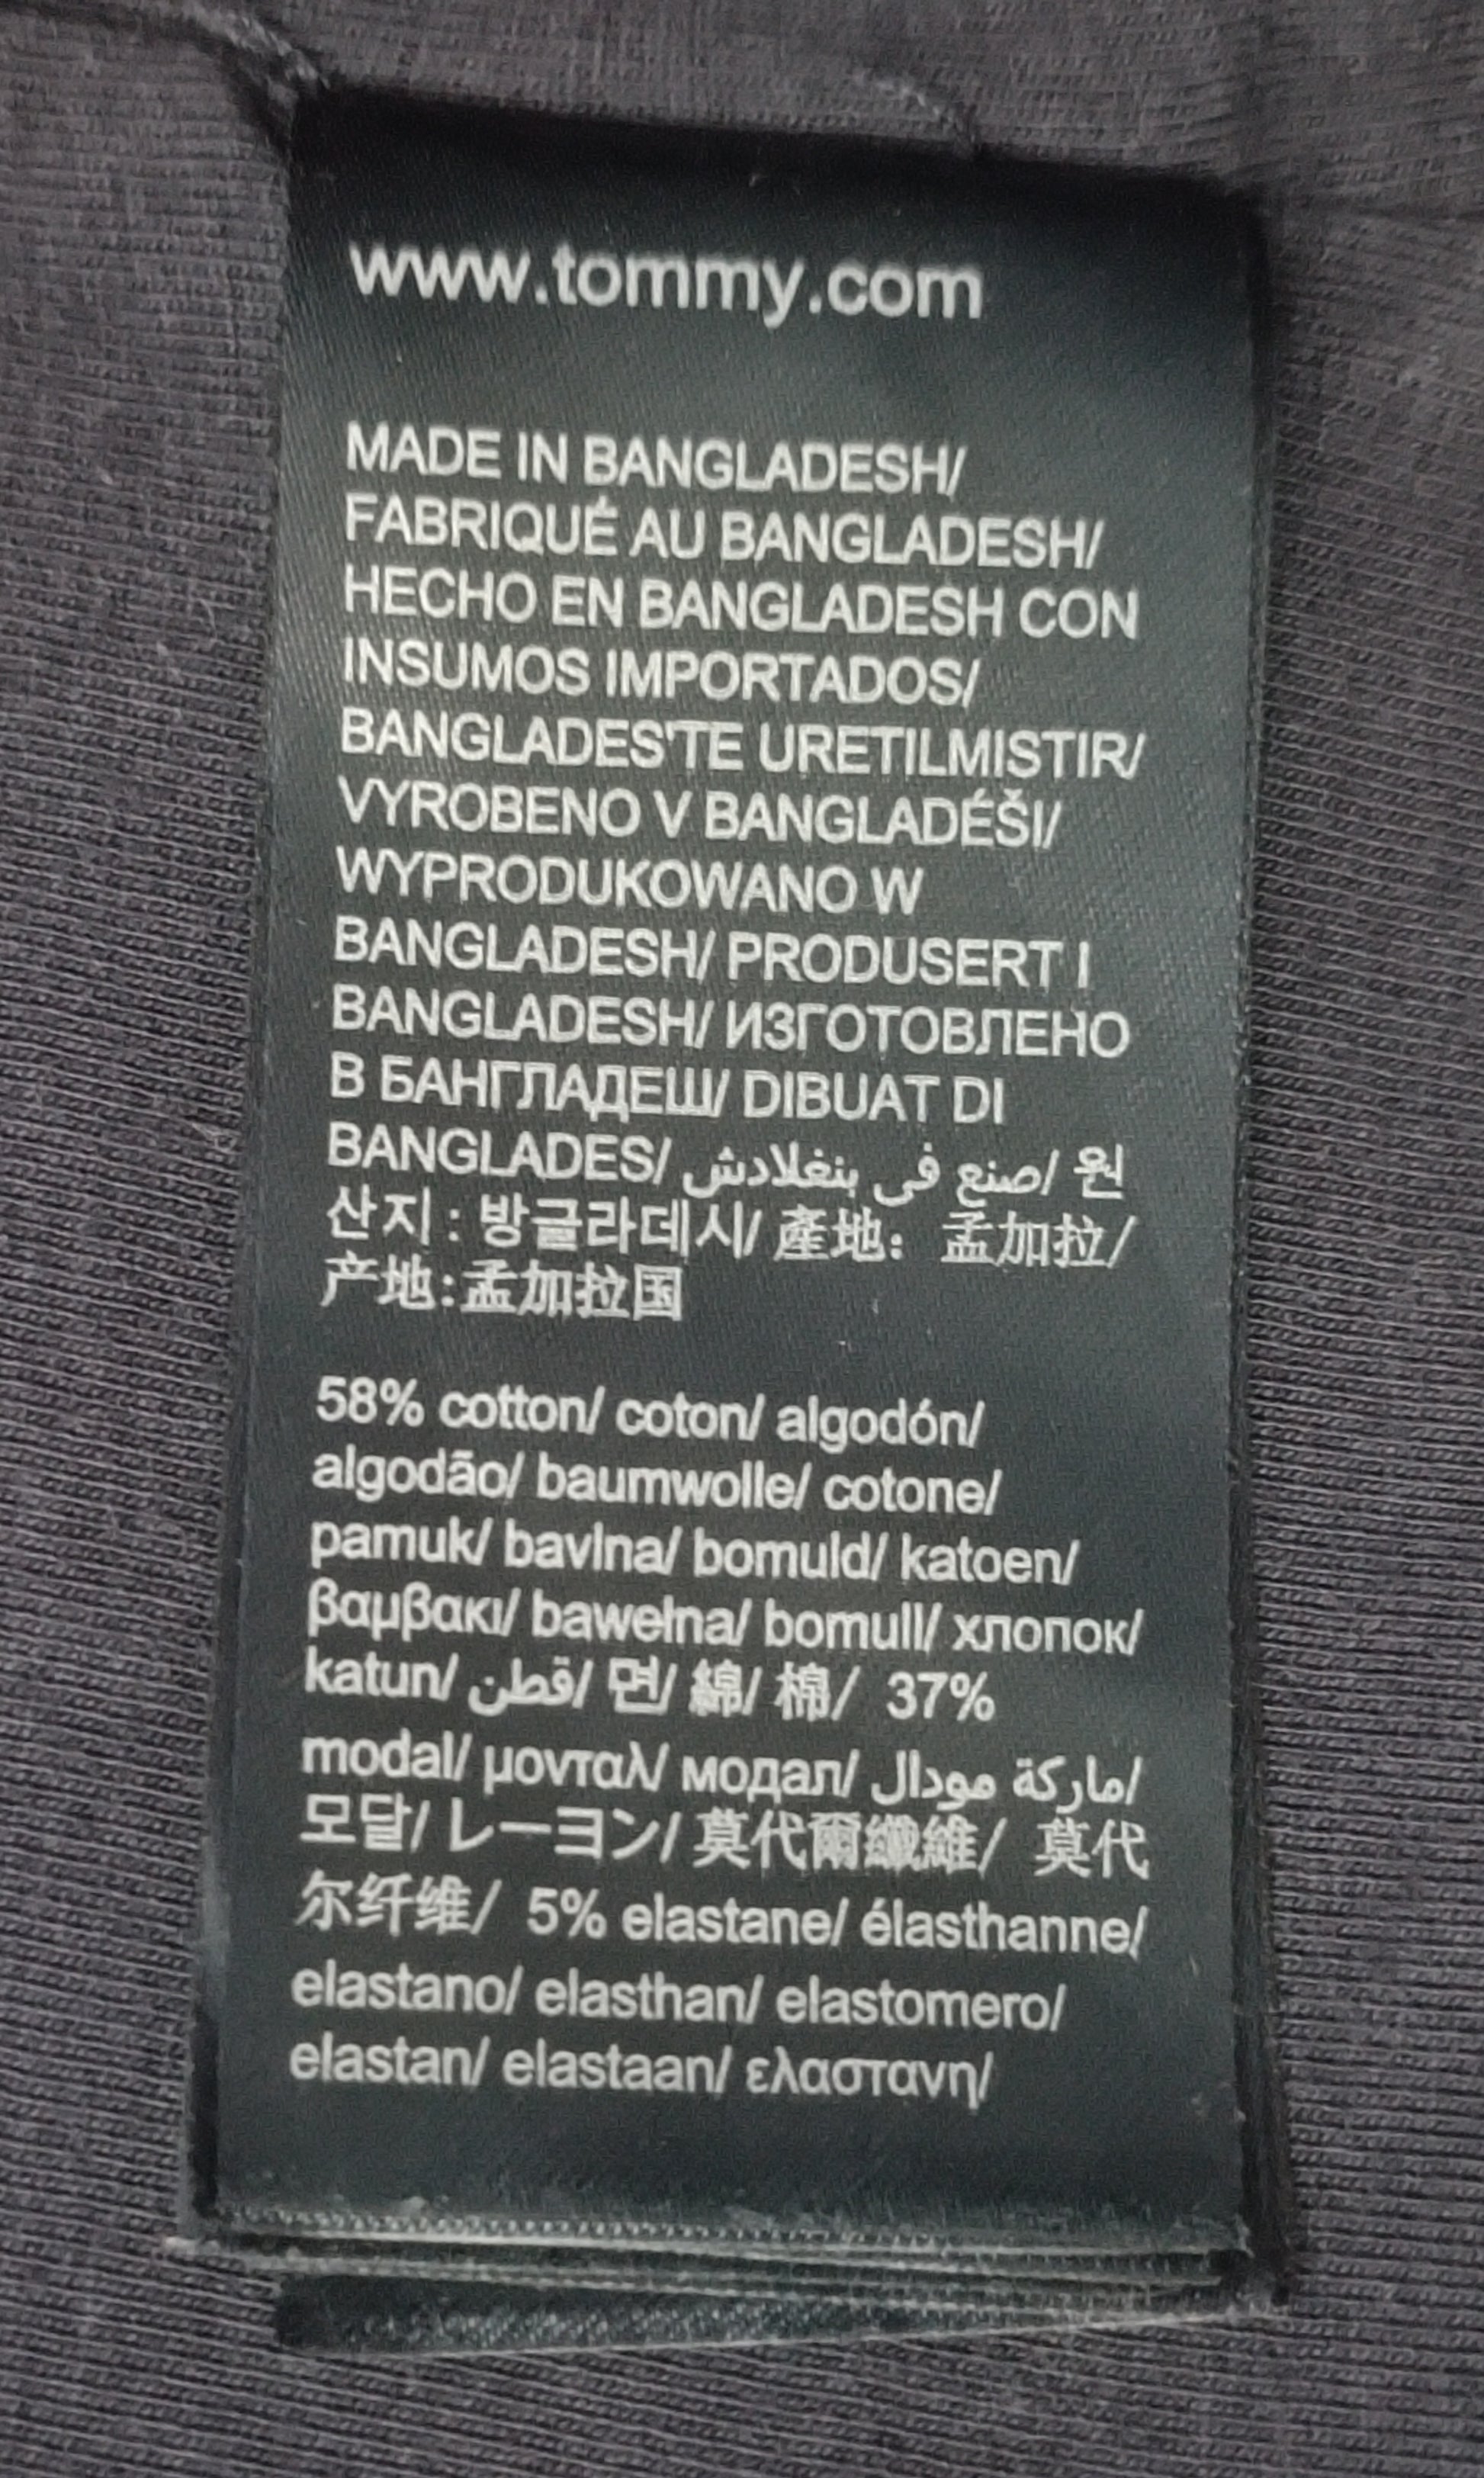 www.tommy.com
MADE IN BANGLADESH/
FABRIQUÉ AU BANGLADESH/
HECHO EN BANGLADESH CON
INSUMOS IMPORTADOS/
BANGLADES'TE URETILMISTIR/
VYROBENO V BANGLADÉŠI/
WYPRODUKOWANO W
BANGLADESH/ PRODUSERT I
BANGLADESH/ ИЗГОТОВЛЕНО
В БАНГЛАДЕШ/ DIBUAT DI
BANGLADES/ صنع في بنغلادش/ 원
산지 : 방글라데시/ 產地: 孟加拉/
产地:孟加拉国
58% cotton/ coton/ algodón/
algodão/ baumwolle/ cotone/
pamuk/ bavlna/ bomuld/ katoen/
βαμβακι/ bawełna/ bomull/ хлопок/
katun/ قطن/ 면/ 綿/ 棉/ 37%
modal/ μονταλ/ модал/ ماركة مودال/
모달/ レーヨン/ 莫代爾纖維/ 莫代
尔纤维/ 5% elastane/ élasthanne/
elastano/ elasthan/ elastomero/
elastan/ elastaan/ ελαστανη/